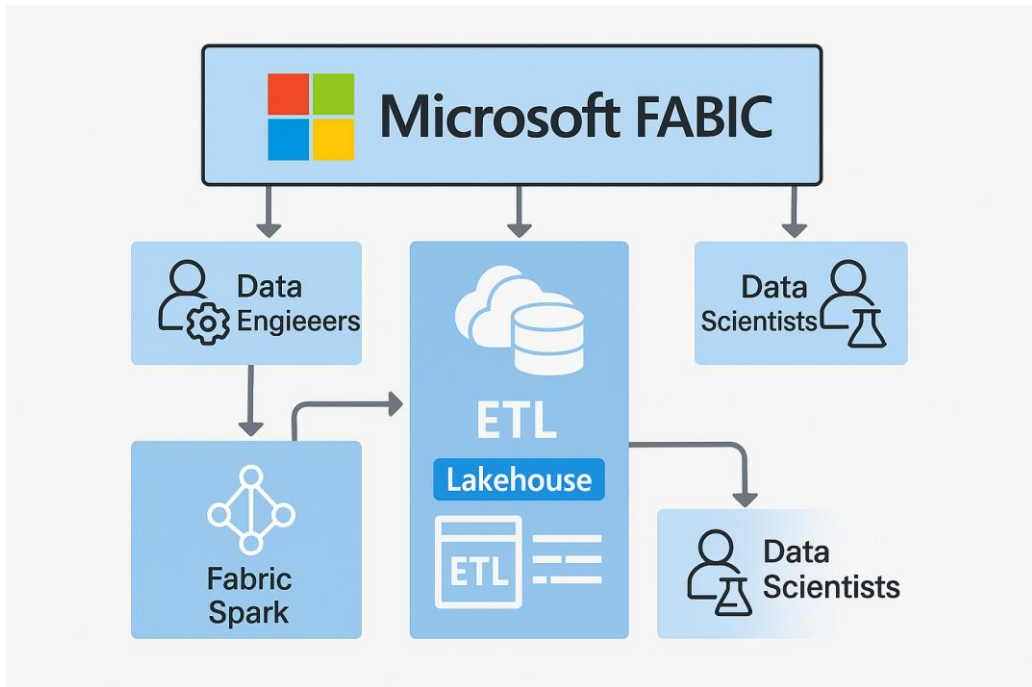 Microsoft FABIC
Data
Engieeers
ETL
Lakehouse
ETL
Data
Scientists
Fabric
Spark
Data
Scientists